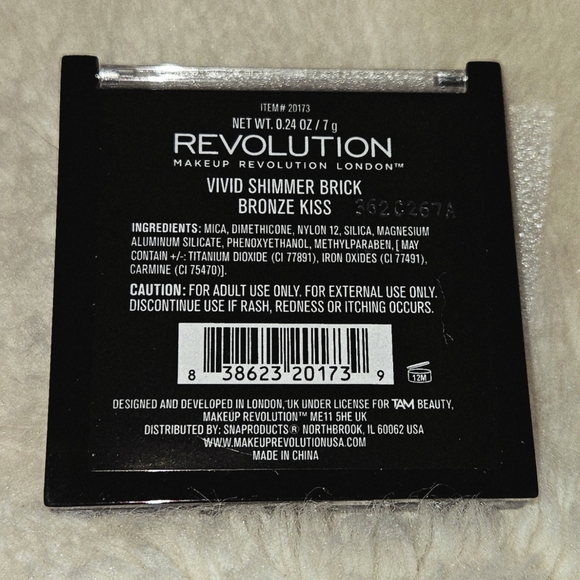 ITEM# 20173
NET WT. 0.24 OZ / 7 g
REVOLUTION
MAKEUP REVOLUTION LONDON™
VIVID SHIMMER BRICK
BRONZE KISS 362C267A
INGREDIENTS: MICA, DIMETHICONE, NYLON 12, SILICA, MAGNESIUM
ALUMINUM SILICATE, PHENOXYETHANOL, METHYLPARABEN, [ MAY
CONTAIN +/-: TITANIUM DIOXIDE (CI 77891), IRON OXIDES (CI 77491),
CARMINE (CI 75470)].
CAUTION: FOR ADULT USE ONLY. FOR EXTERNAL USE ONLY.
DISCONTINUE USE IF RASH, REDNESS OR ITCHING OCCURS.
8 38623 20173 9
12M
DESIGNED AND DEVELOPED IN LONDON, UK UNDER LICENSE FOR TAM BEAUTY,
MAKEUP REVOLUTION™ ME11 5HE UK
DISTRIBUTED BY: SNAPRODUCTS® NORTHBROOK, IL 60062 USA
WWW.MAKEUPREVOLUTIONUSA.COM
MADE IN CHINA